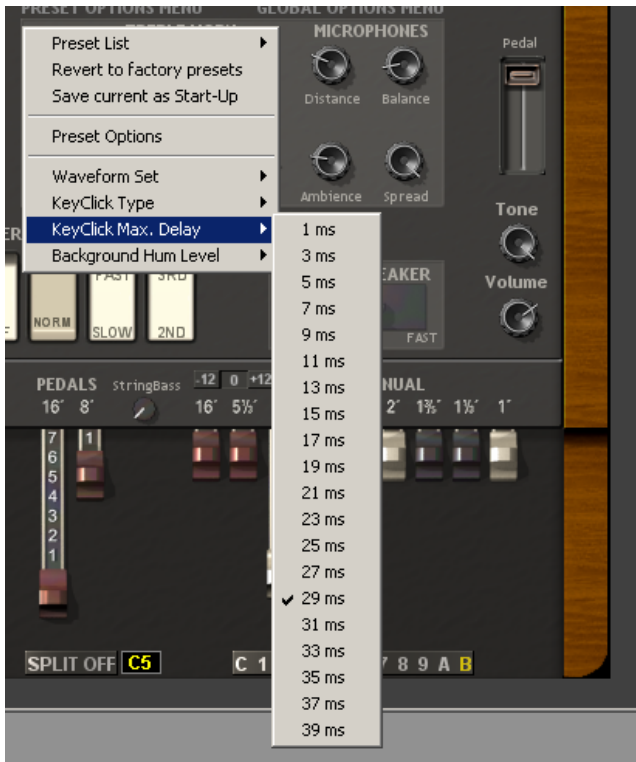 PRESET OPTIONS MENU
GLOBAL OPTIONS MENU
MICROPHONES
Pedal
Distance Balance
Ambience Spread
Tone
Volume
Preset List
Revert to factory presets
Save current as Start-Up
Preset Options
Waveform Set
KeyClick Type
KeyClick Max. Delay
Background Hum Level
1 ms
3 ms
5 ms
7 ms
9 ms
11 ms
13 ms
15 ms
17 ms
19 ms
21 ms
23 ms
25 ms
27 ms
29 ms
31 ms
33 ms
35 ms
37 ms
39 ms
FAST
NORM
SLOW
3RD
2ND
FAST
PEDALS StringBass -12 0 +12
16´ 8´ 16´ 5⅓´
2´ 1⅗´ 1⅓´ 1´
7 1
6
5
4
3
2
1
SPLIT OFF C5
C 1
8 9 A B